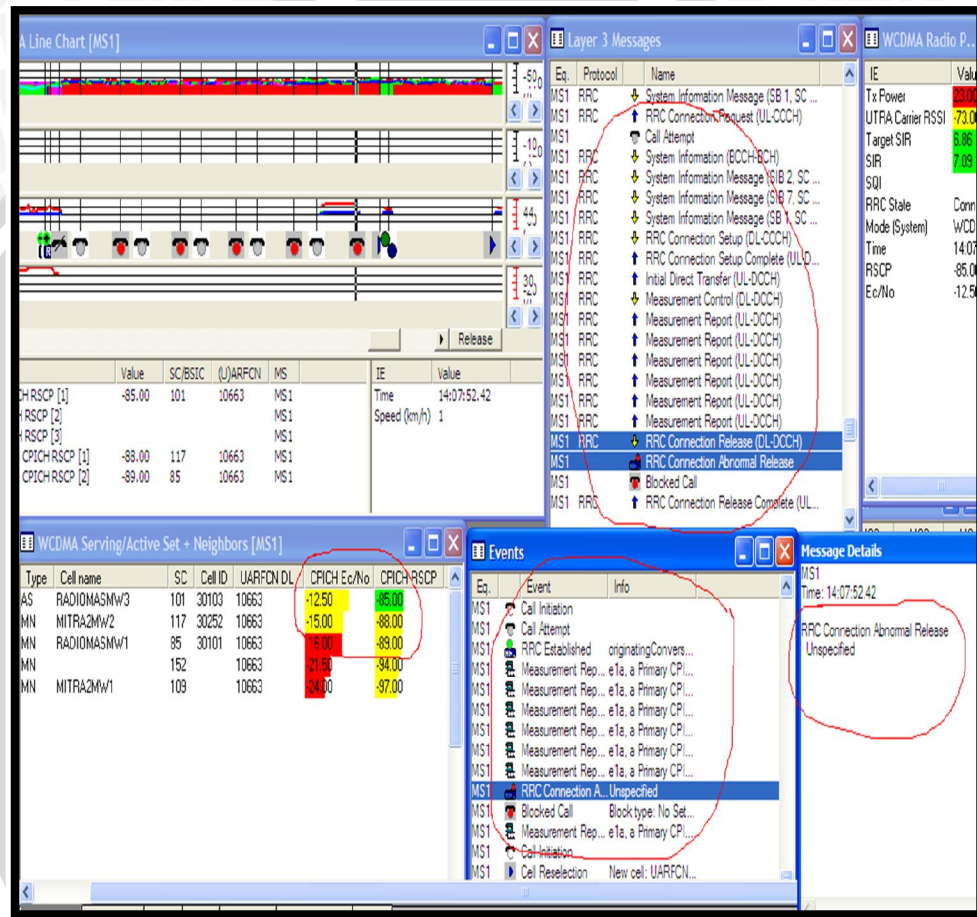 A Line Chart [MS1]
-50
-10
44
30
Release
Value SC/BSIC (U)ARFCN MS
CH RSCP [1] -85.00 101 10663 MS1
RSCP [2] MS1
RSCP [3] MS1
CPICH RSCP [1] -88.00 117 10663 MS1
CPICH RSCP [2] -89.00 85 10663 MS1
IE Value
Time 14:07:52.42
Speed (km/h) 1
Layer 3 Messages
Eq. Protocol Name
MS1 RRC System Information Message (SB 1, SC ...
MS1 RRC RRC Connection Request (UL-CCCH)
MS1 Call Attempt
MS1 RRC System Information (BCCH-BCH)
MS1 RRC System Information Message (SIB 2, SC ...
MS1 RRC System Information Message (SIB 7, SC ...
MS1 RRC System Information Message (SB 1, SC ...
MS1 RRC RRC Connection Setup (DL-CCCH)
MS1 RRC RRC Connection Setup Complete (UL-D...
MS1 RRC Initial Direct Transfer (UL-DCCH)
MS1 RRC Measurement Control (DL-DCCH)
MS1 RRC Measurement Report (UL-DCCH)
MS1 RRC Measurement Report (UL-DCCH)
MS1 RRC Measurement Report (UL-DCCH)
MS1 RRC Measurement Report (UL-DCCH)
MS1 RRC Measurement Report (UL-DCCH)
MS1 RRC Measurement Report (UL-DCCH)
MS1 RRC RRC Connection Release (DL-DCCH)
MS1 RRC Connection Abnormal Release
MS1 Blocked Call
MS1 RRC RRC Connection Release Complete (UL...
WCDMA Radio P...
IE Valu
Tx Power 23.00
UTRA Carrier RSSI -73.00
Target SIR 6.86
SIR 7.09
SQI
RRC State Conn
Mode (System) WCD
Time 14:07
RSCP -85.00
Ec/No -12.50
WCDMA Serving/Active Set + Neighbors [MS1]
Type Cell name SC Cell ID UARFCN DL CPICH Ec/No CPICH RSCP
AS RADIOMASMW3 101 30103 10663 -12.50 -85.00
MN MITRA2MW2 117 30252 10663 -15.00 -88.00
MN RADIOMASMW1 85 30101 10663 -16.00 -89.00
MN 152 10663 -21.50 -94.00
MN MITRA2MW1 109 10663 -24.00 -97.00
Events
Eq. Event Info
MS1 Call Initiation
MS1 Call Attempt
MS1 RRC Established originatingConvers...
MS1 Measurement Rep... e1a, a Primary CPI...
MS1 Measurement Rep... e1a, a Primary CPI...
MS1 Measurement Rep... e1a, a Primary CPI...
MS1 Measurement Rep... e1a, a Primary CPI...
MS1 Measurement Rep... e1a, a Primary CPI...
MS1 Measurement Rep... e1a, a Primary CPI...
MS1 RRC Connection A... Unspecified
MS1 Blocked Call Block type: No Set...
MS1 Measurement Rep... e1a, a Primary CPI...
MS1 Call Initiation
MS1 Cell Reselection New cell: UARFCN...
Message Details
MS1
Time: 14:07:52.42
RRC Connection Abnormal Release
Unspecified